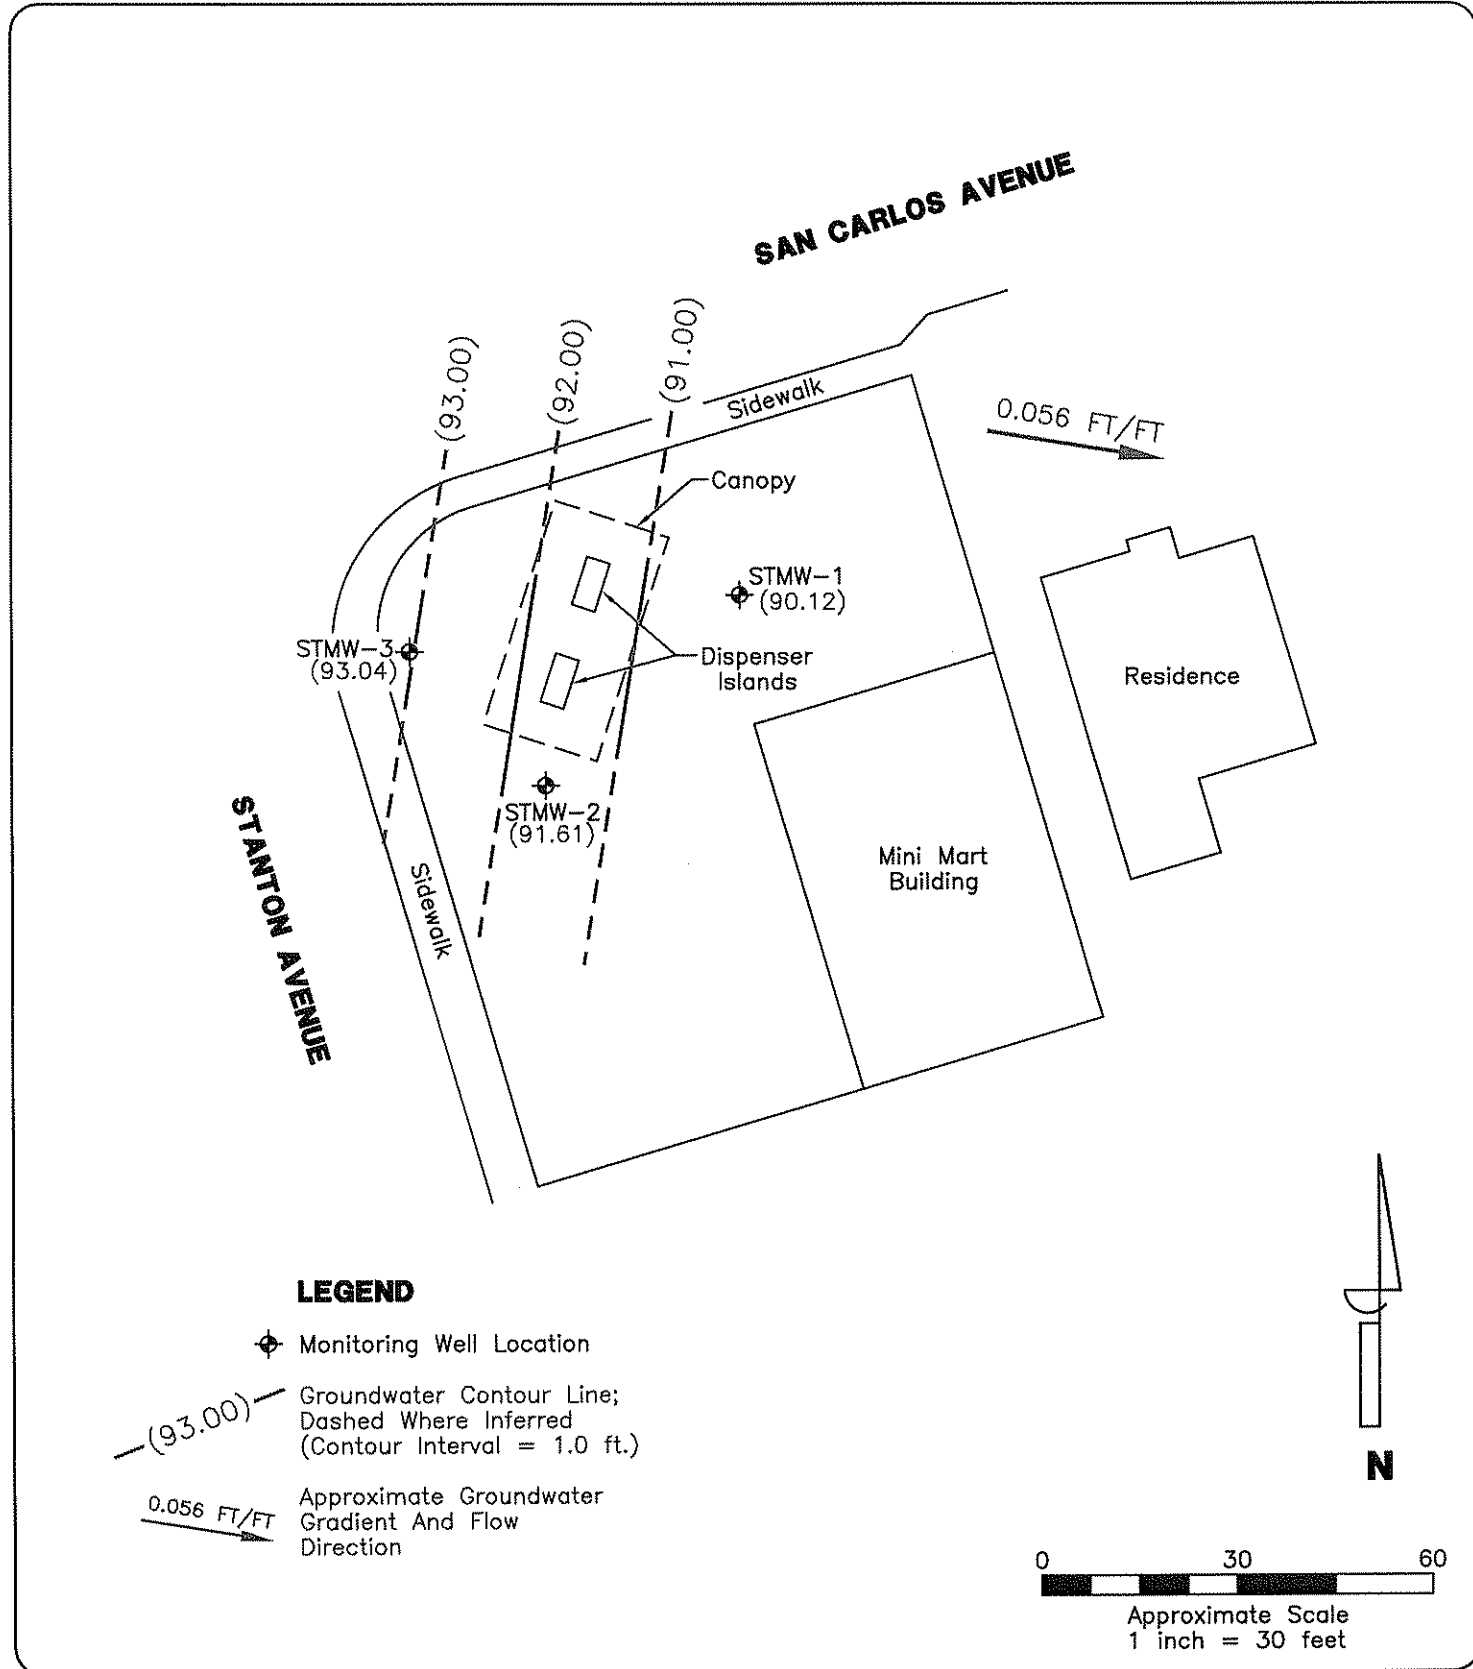 SAN CARLOS AVENUE
(93.00)
(92.00)
(91.00)
Sidewalk
0.056 FT/FT
Canopy
STMW-1
(90.12)
STMW-3
(93.04)
Dispenser
Islands
Residence
STMW-2
(91.61)
Mini Mart
Building
STANTON AVENUE
Sidewalk
LEGEND
Monitoring Well Location
(93.00)
Groundwater Contour Line;
Dashed Where Inferred
(Contour Interval = 1.0 ft.)
0.056 FT/FT
Approximate Groundwater
Gradient And Flow
Direction
N
0 30 60
Approximate Scale
1 inch = 30 feet